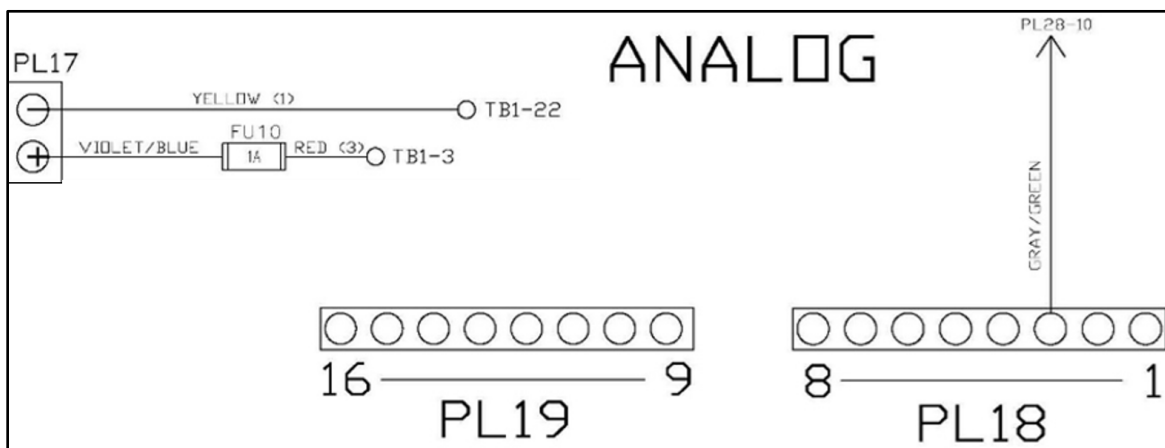 PL28-10
ANALOG
PL17
YELLOW (1)
TB1-22
FU10
VIOLET/BLUE
1A
RED (3)
TB1-3
GRAY/GREEN
16
9
PL19
8
1
PL18